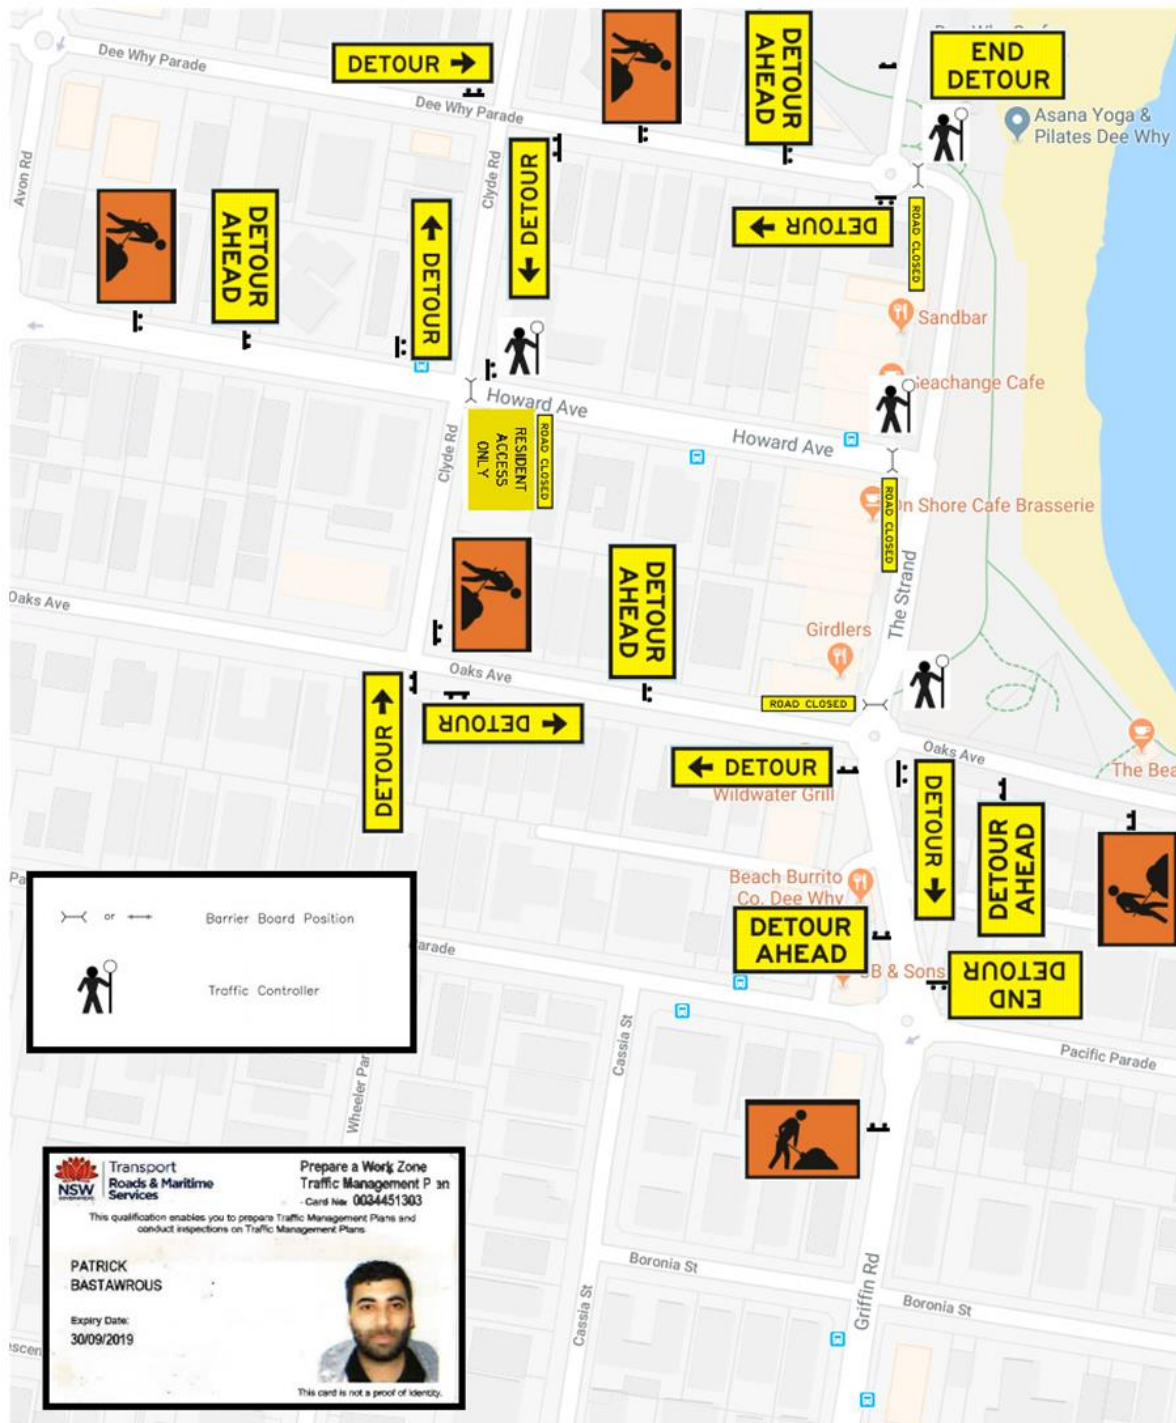 Dee Why Parade
DETOUR
DETOUR
AHEAD
END
DETOUR
Asana Yoga &
Pilates Dee Why
Dee Why Parade
Avon Rd
Clyde Rd
DETOUR
AHEAD
DETOUR
DETOUR
DETOUR
ROAD CLOSED
Sandbar
Seachange Cafe
Howard Ave
Howard Ave
Clyde Rd
RESIDENT
ACCESS
ONLY
ROAD CLOSED
ROAD CLOSED
On Shore Cafe Brasserie
The Strand
DETOUR
AHEAD
Oaks Ave
Girdlers
Oaks Ave
ROAD CLOSED
DETOUR
DETOUR
DETOUR
Wildwater Grill
Oaks Ave
The Bea
DETOUR
DETOUR
AHEAD
Beach Burrito
Co. Dee Why
DETOUR
AHEAD
B & Sons
END
DETOUR
Pa
arade
or
Barrier Board Position
Traffic Controller
Cassia St
Pacific Parade
Wheeler Par
Transport
Roads & Maritime
Services
NSW
GOVERNMENT
Prepare a Work Zone
Traffic Management Plan
Card No: 0034451303
This qualification enables you to prepare Traffic Management Plans and
conduct inspections on Traffic Management Plans
PATRICK
BASTAWROUS
Expiry Date:
30/09/2019
This card is not a proof of identity.
Boronia St
Cassia St
Griffin Rd
Boronia St
scen